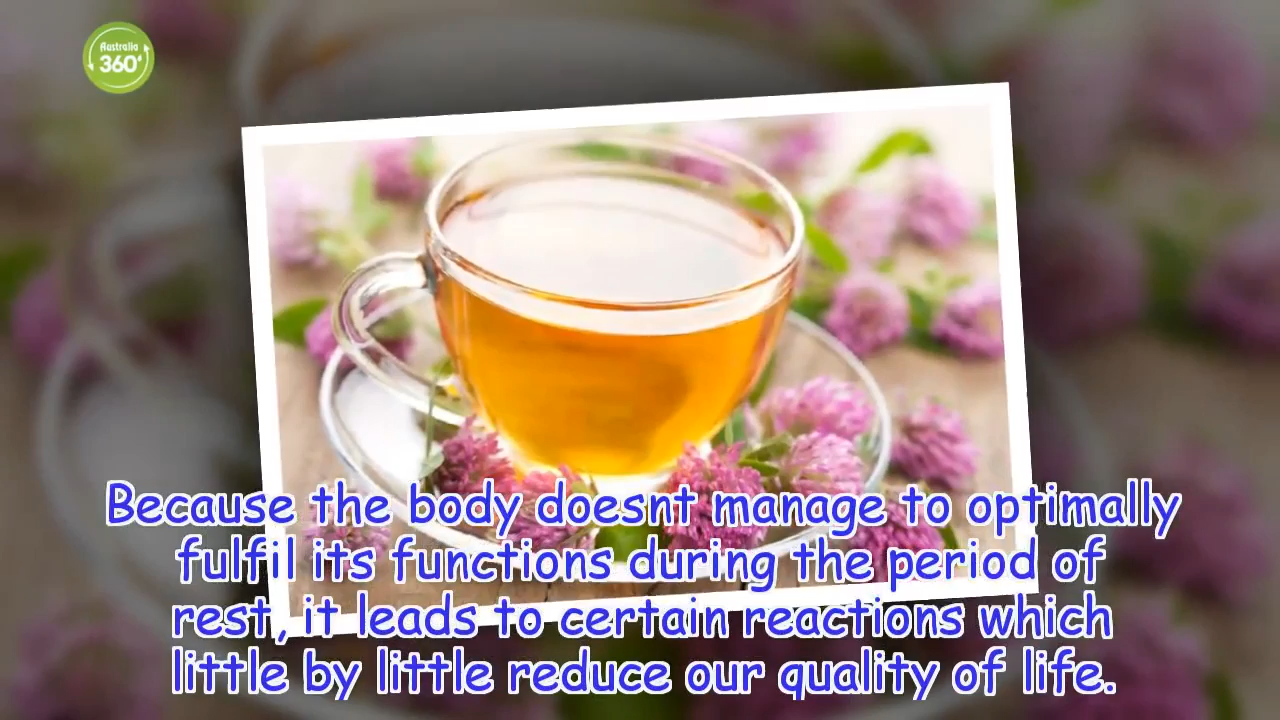 Australia
360°
Because the body doesnt manage to optimally
fulfil its functions during the period of
rest, it leads to certain reactions which
little by little reduce our quality of life.